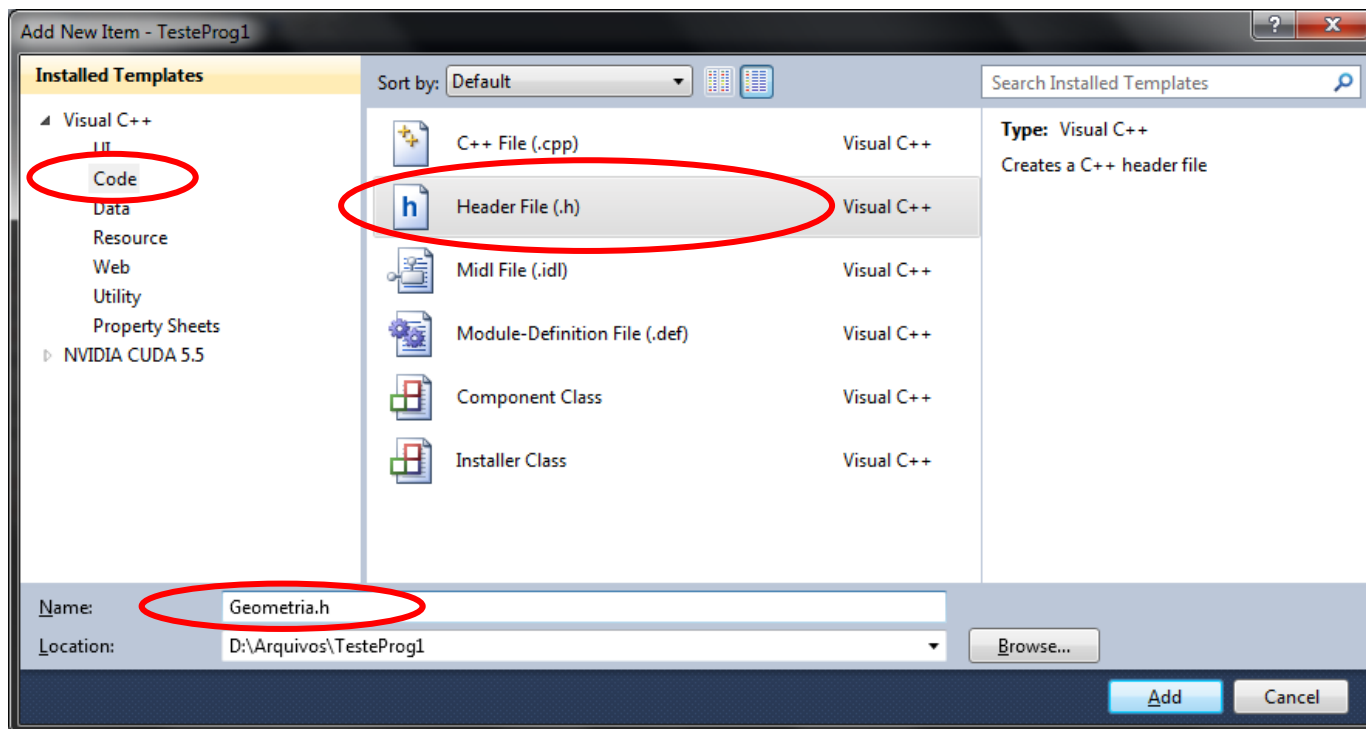 Add New Item - TesteProg1
Installed Templates
Visual C++
UI
Code
Data
Resource
Web
Utility
Property Sheets
NVIDIA CUDA 5.5
Sort by: Default
C++ File (.cpp) Visual C++
h Header File (.h) Visual C++
Midl File (.idl) Visual C++
Module-Definition File (.def) Visual C++
Component Class Visual C++
Installer Class Visual C++
Search Installed Templates
Type: Visual C++
Creates a C++ header file
Name: Geometria.h
Location: D:\Arquivos\TesteProg1
Browse...
Add Cancel